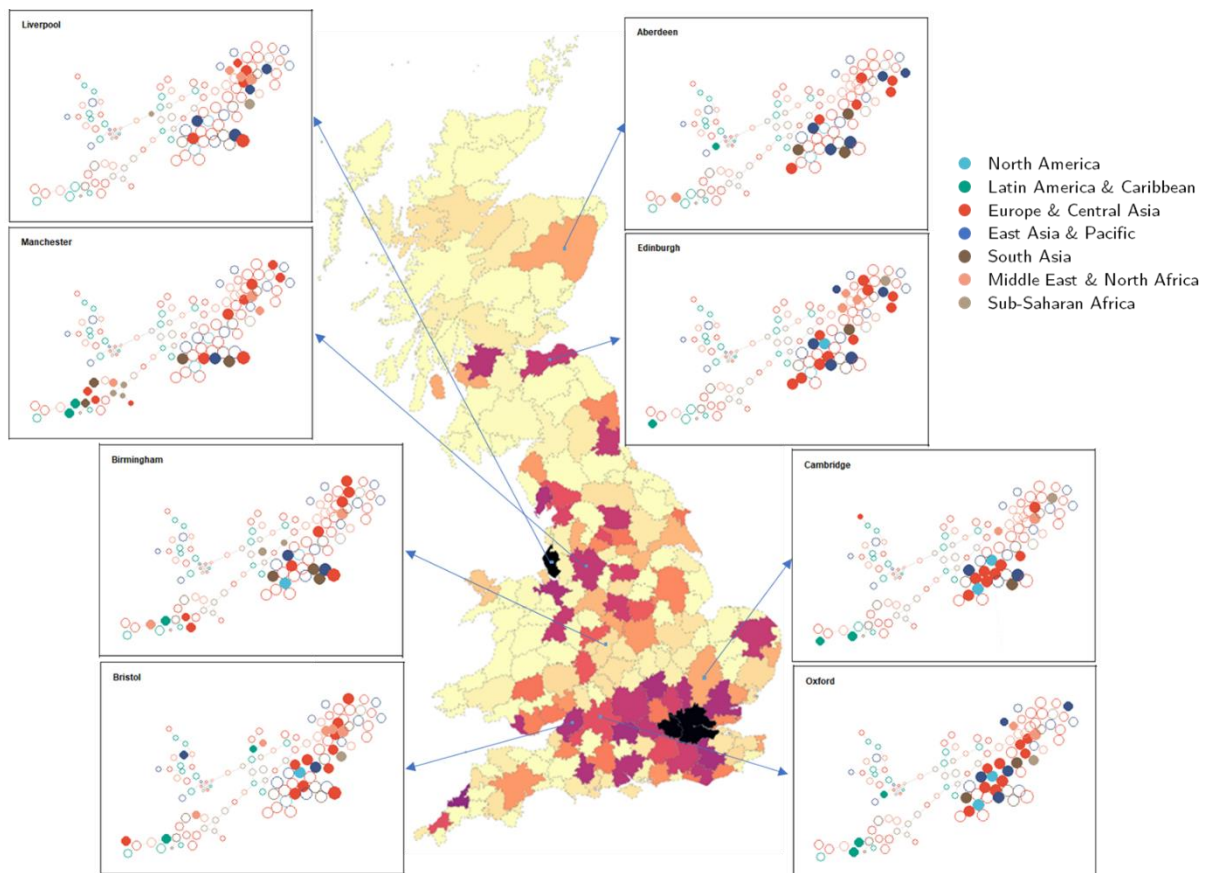 Liverpool
Aberdeen
North America
Latin America & Caribbean
Europe & Central Asia
East Asia & Pacific
South Asia
Middle East & North Africa
Sub-Saharan Africa
Manchester
Edinburgh
Birmingham
Cambridge
Bristol
Oxford